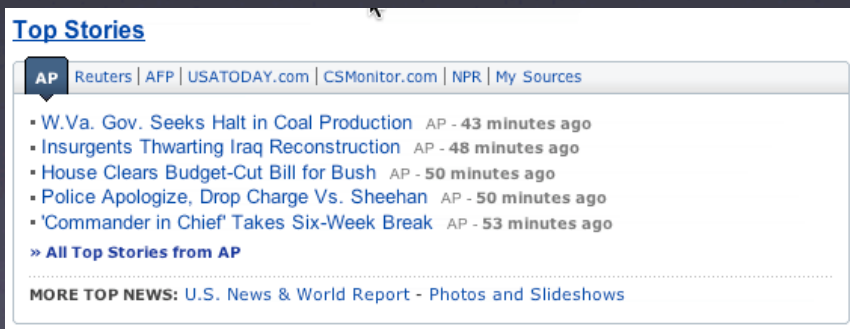 Top Stories
AP Reuters | AFP | USATODAY.com | CSMonitor.com | NPR | My Sources
▪ W.Va. Gov. Seeks Halt in Coal Production AP - 43 minutes ago
▪ Insurgents Thwarting Iraq Reconstruction AP - 48 minutes ago
▪ House Clears Budget-Cut Bill for Bush AP - 50 minutes ago
▪ Police Apologize, Drop Charge Vs. Sheehan AP - 50 minutes ago
▪ 'Commander in Chief' Takes Six-Week Break AP - 53 minutes ago
» All Top Stories from AP
MORE TOP NEWS: U.S. News & World Report - Photos and Slideshows